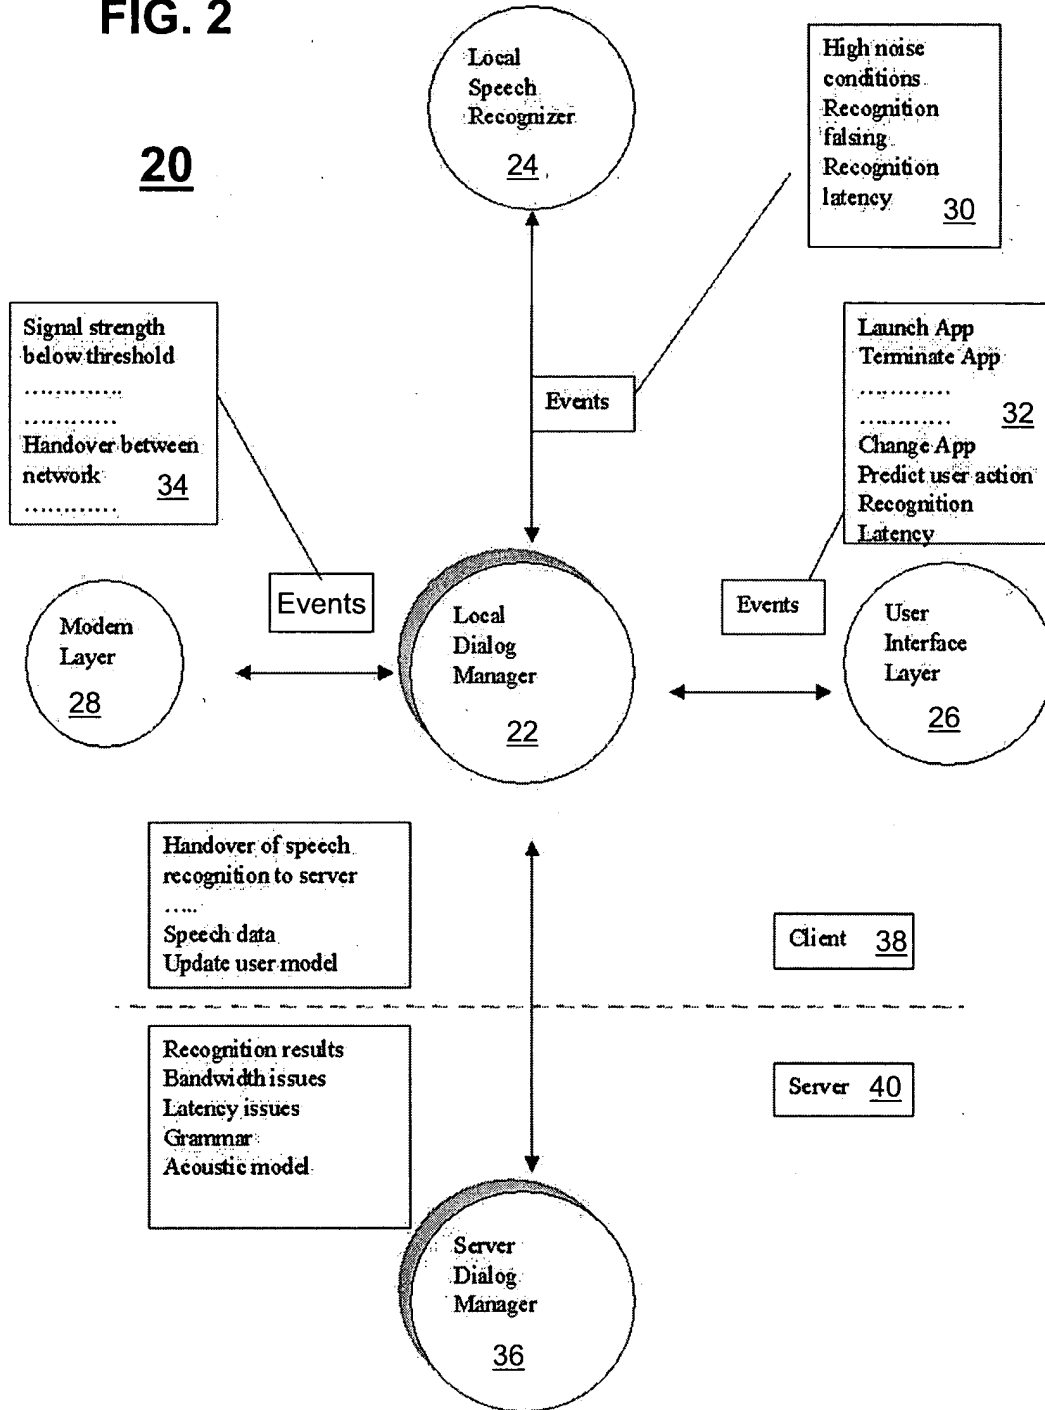 FIG. 2
20
Local
Speech
Recognizer
24
High noise
conditions
Recognition
falsing
Recognition
latency
30
Signal strength
below threshold
..............
.............
Handover between
network
34
.............
Events
Launch App
Terminate App
.............
.............
32
Change App
Predict user action
Recognition
Latency
Modem
Layer
28
Events
Local
Dialog
Manager
22
Events
User
Interface
Layer
26
Handover of speech
recognition to server
.....
Speech data
Update user model
Client 38
Recognition results
Bandwidth issues
Latency issues
Grammar
Acoustic model
Server 40
Server
Dialog
Manager
36